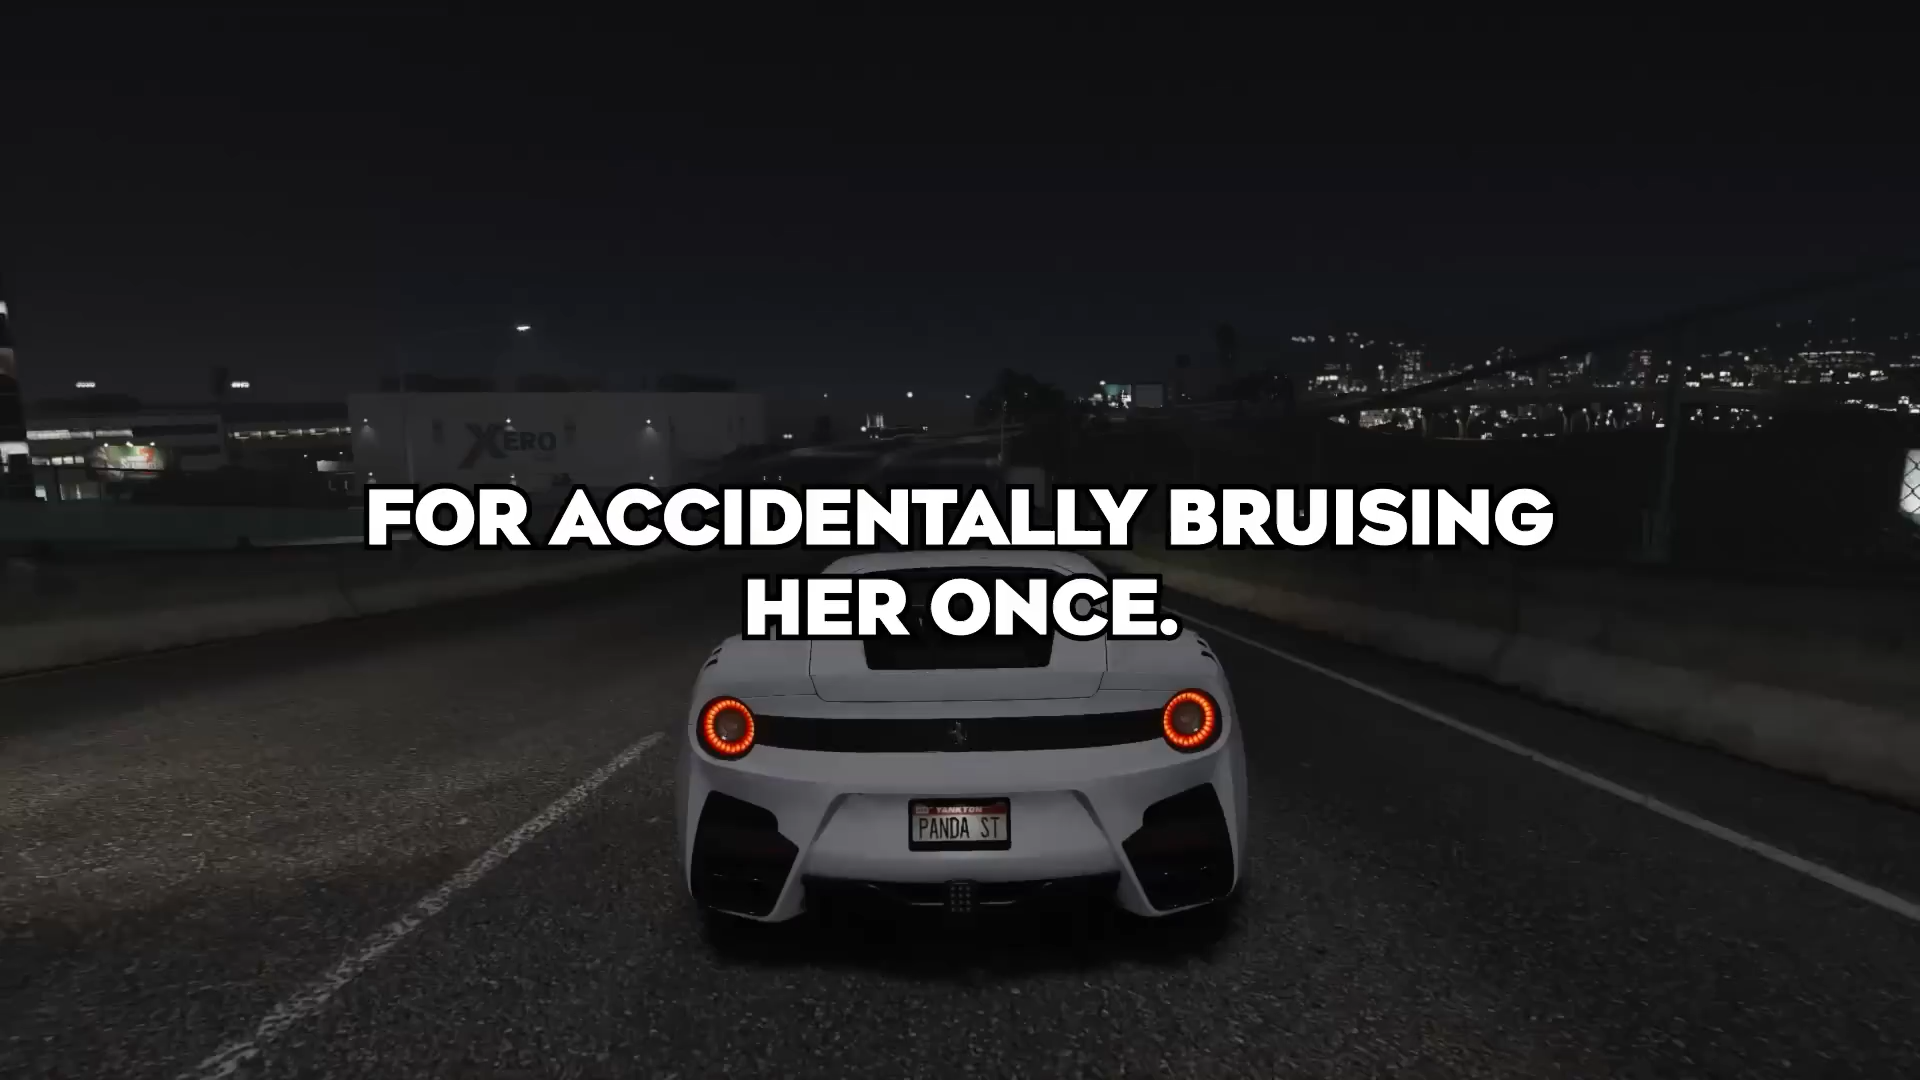 XERO
FOR ACCIDENTALLY BRUISING
HER ONCE.
YANKTON
PANDA ST